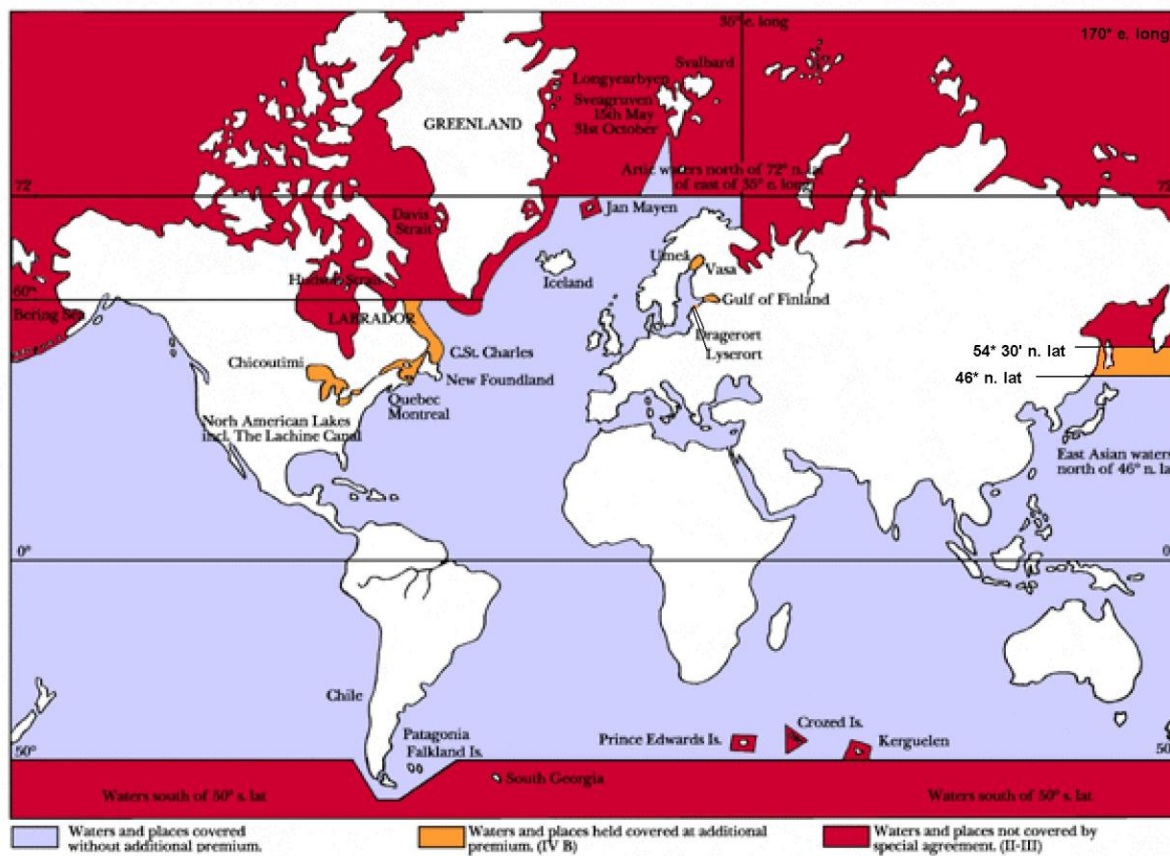 35° e. long
170* e. long
Svalbard
Longyearbyen
Sveagruven
15th May
31st October
GREENLAND
Artic waters north of 72° n. lat
of east of 35° e. long
72
Jan Mayen
Davis
Strait
Iceland
Umeå
Vasa
Gulf of Finland
Hudson Strait
60°
Bering Sea
LABRADOR
Dragerort
Lyserort
C.St. Charles
54* 30' n. lat
Chicoutimi
New Foundland
46* n. lat
Quebec
Montreal
Norh American Lakes
incl. The Lachine Canal
East Asian waters
north of 46° n. la
0°
0
Chile
Patagonia
Falkland Is.
Prince Edwards Is.
Crozed Is.
Kerguelen
50°
50
South Georgia
Waters south of 50° s. lat
Waters south of 50° s. lat
Waters and places covered
without additional premium.
Waters and places held covered at additional
premium. (IV B)
Waters and places not covered by
special agreement. (II-III)